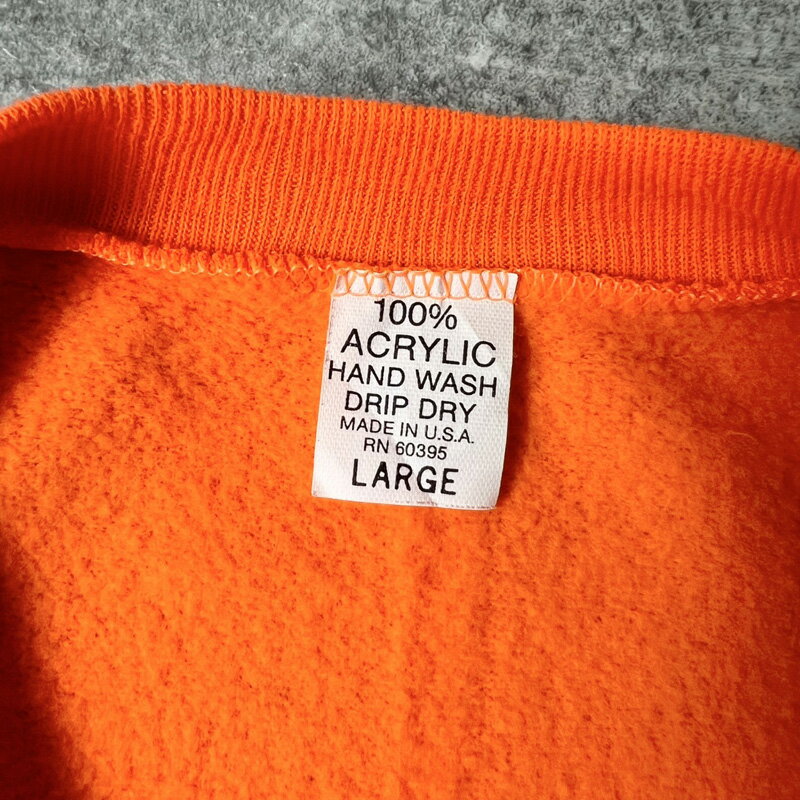 100%
ACRYLIC
HAND WASH
DRIP DRY
MADE IN U.S.A.
RN 60395
LARGE